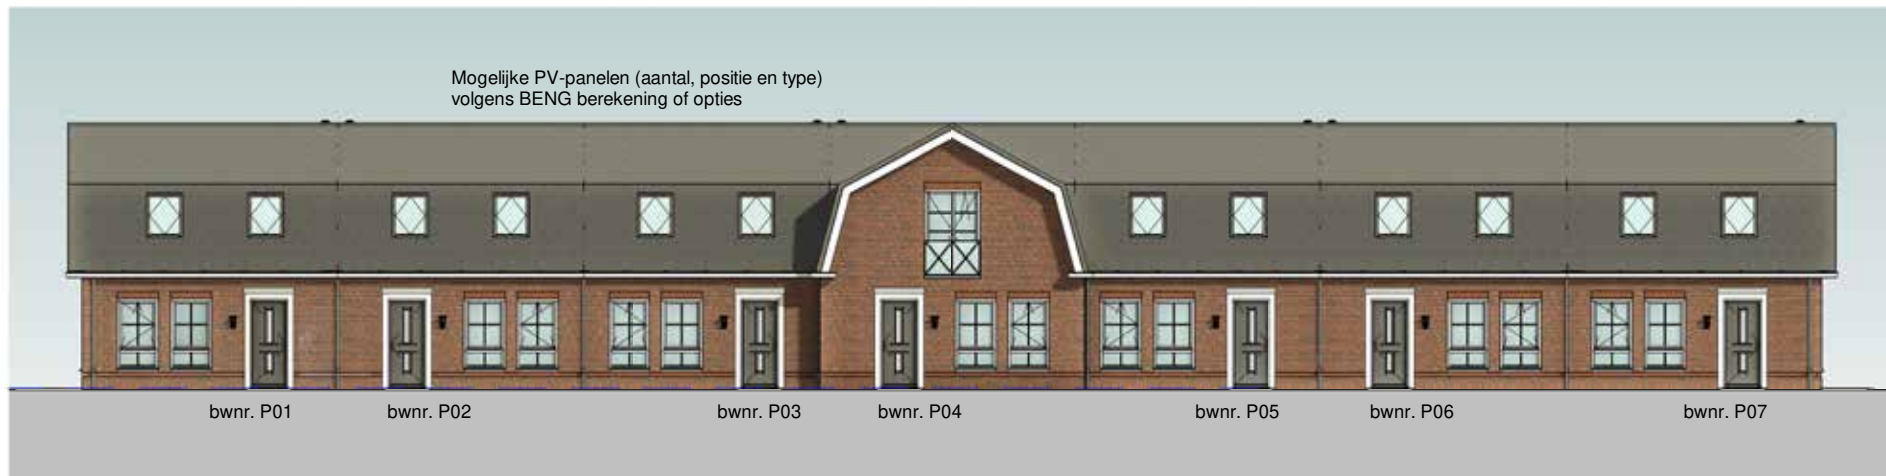 Mogelijke PV-panelen (aantal, positie en type)
volgens BENG berekening of opties
bwnr. P01
bwnr. P02
bwnr. P03
bwnr. P04
bwnr. P05
bwnr. P06
bwnr. P07